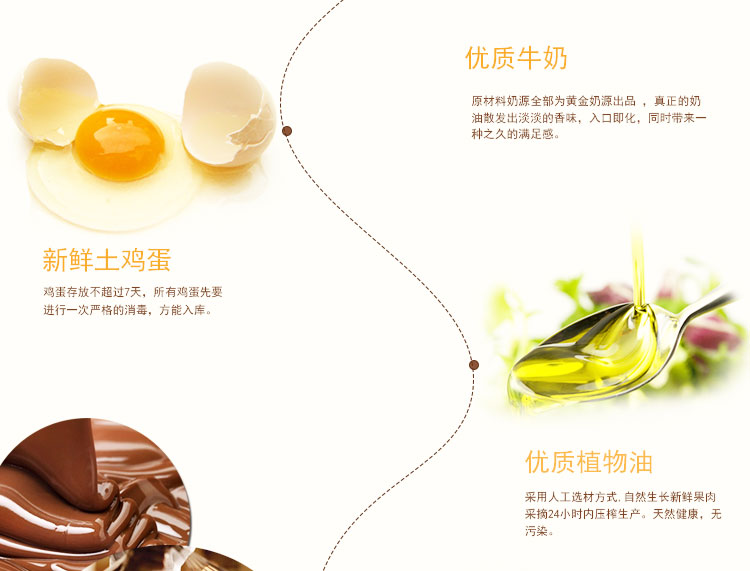 优质牛奶
原材料奶源全部为黄金奶源出品 ，真正的奶
油散发出淡淡的香味，入口即化，同时带来一
种之久的满足感。
新鲜土鸡蛋
鸡蛋存放不超过7天，所有鸡蛋先要
进行一次严格的消毒，方能入库。
优质植物油
采用人工选材方式,自然生长新鲜果肉
采摘24小时内压榨生产。天然健康，无
污染。